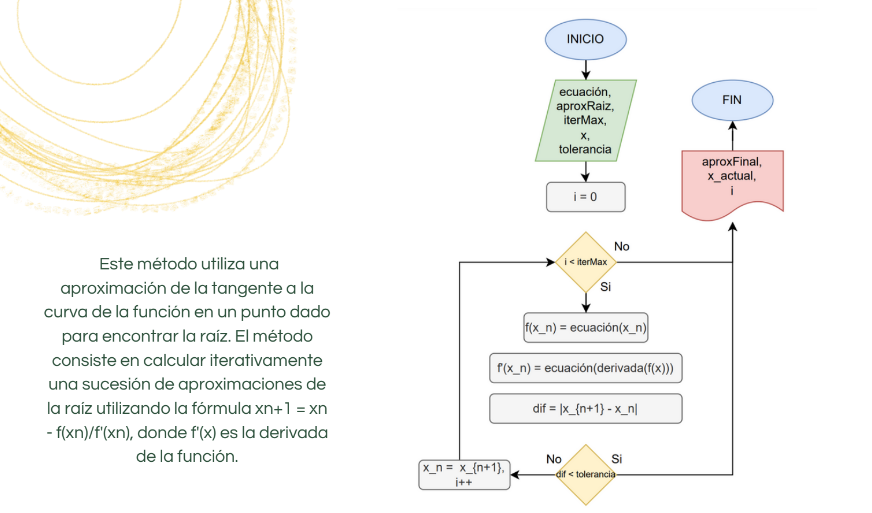 Este método utiliza una
aproximación de la tangente a la
curva de la función en un punto dado
para encontrar la raíz. El método
consiste en calcular iterativamente
una sucesión de aproximaciones de
la raíz utilizando la fórmula xn+1 = xn
- f(xn)/f'(xn), donde f'(x) es la derivada
de la función.
INICIO
ecuación,
aproxRaiz,
iterMax,
x,
tolerancia
i = 0
i < iterMax
No
Si
f(x_n) = ecuación(x_n)
f'(x_n) = ecuación(derivada(f(x)))
dif = |x_{n+1} - x_n|
dif < tolerancia
No
Si
x_n = x_{n+1},
i++
aproxFinal,
x_actual,
i
FIN